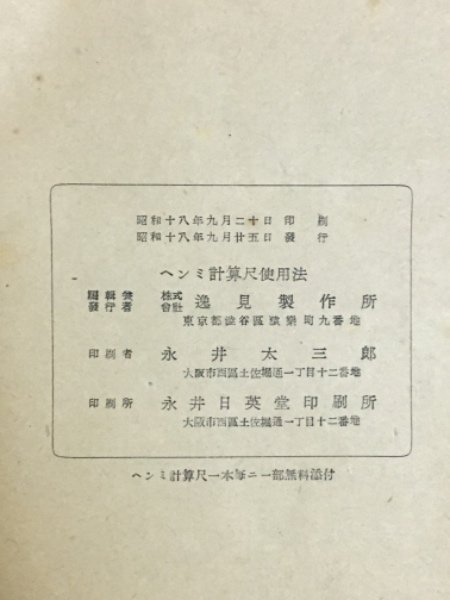 昭和十八年九月二十日 印刷
昭和十八年九月廿五日 發行
ヘンミ計算尺使用法
編輯兼發行者 株式會社 逸見製作所
東京都澁谷區猿樂町九番地
印刷者 永井太三郎
大阪市西區土佐堀通一丁目十二番地
印刷所 永井日英堂印刷所
大阪市西區土佐堀通一丁目十二番地
ヘンミ計算尺一本每ニ一部無料添付